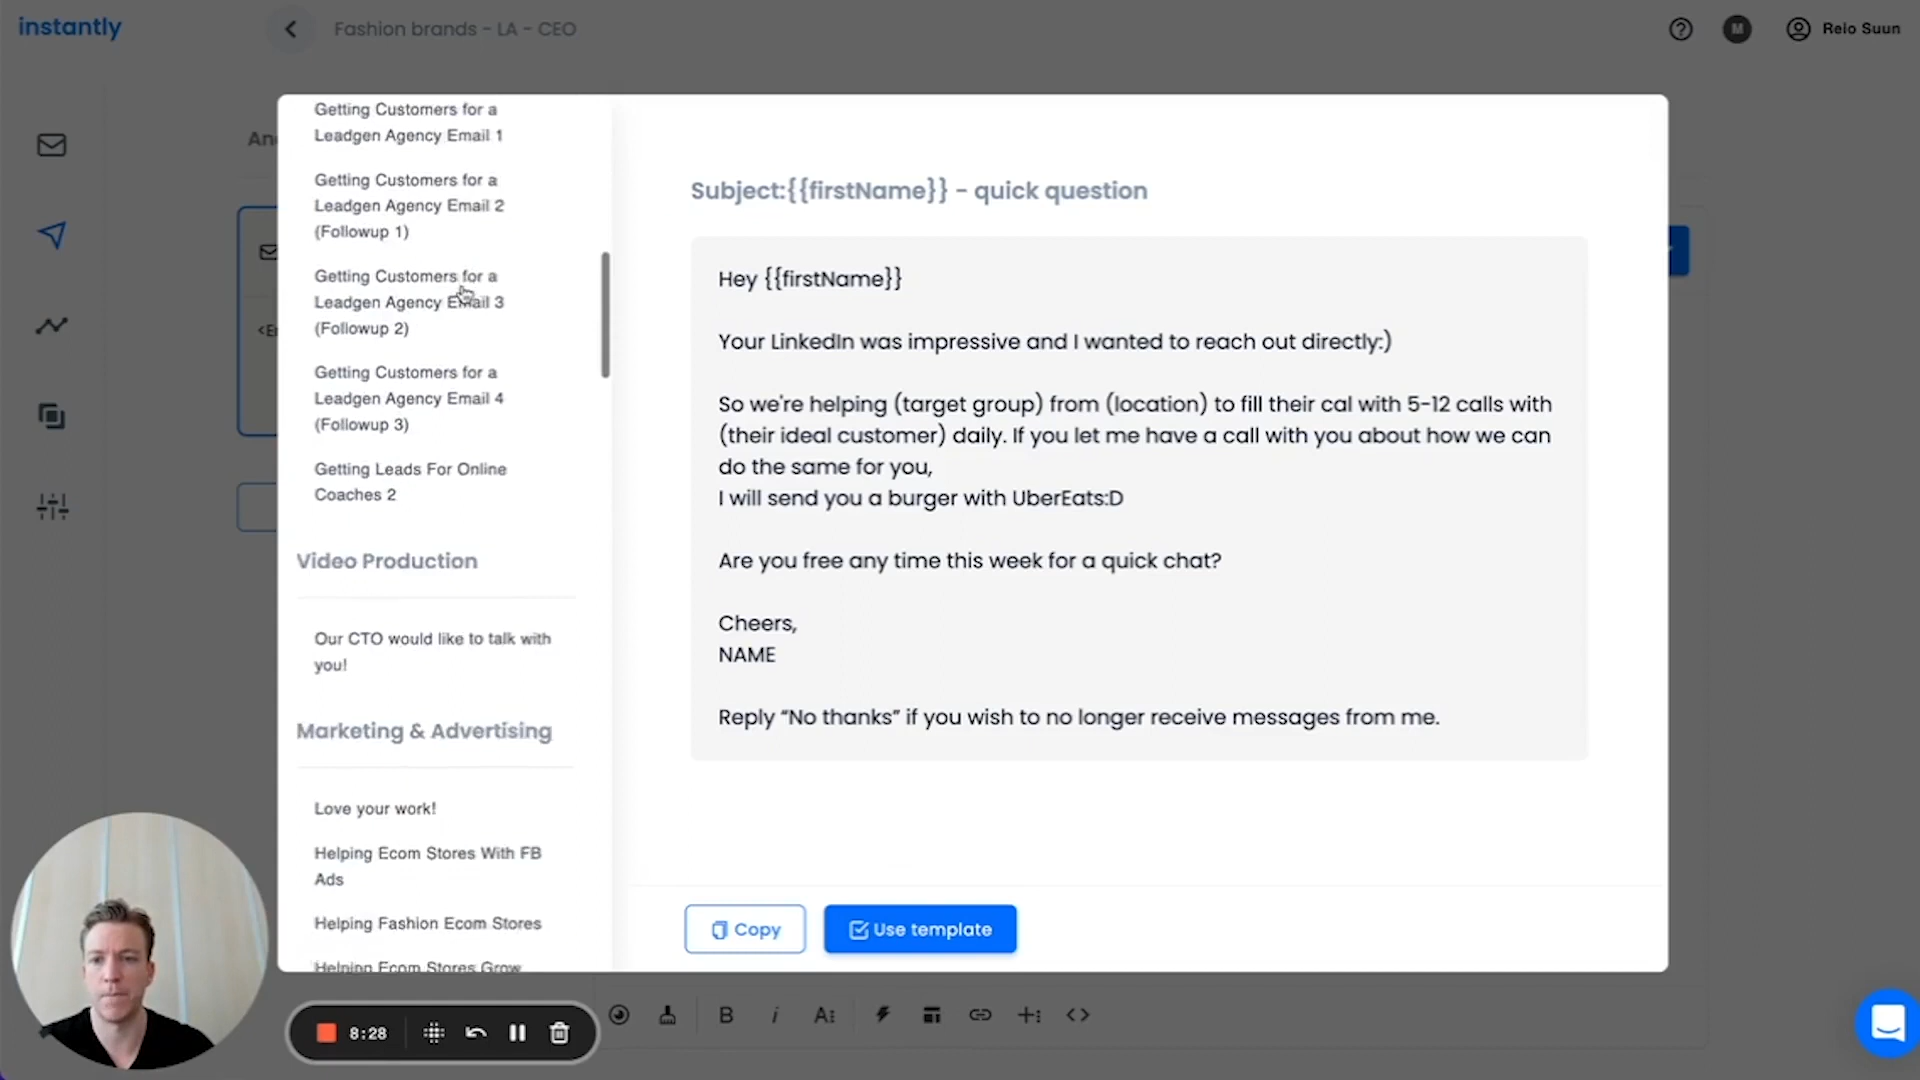 instantly
Fashion brands - LA - CEO
M
Reio Suun
Getting Customers for a
Leadgen Agency Email 1
Getting Customers for a
Leadgen Agency Email 2
(Followup 1)
Getting Customers for a
Leadgen Agency Email 3
(Followup 2)
Getting Customers for a
Leadgen Agency Email 4
(Followup 3)
Getting Leads For Online
Coaches 2
Video Production
Our CTO would like to talk with
you!
Marketing & Advertising
Love your work!
Helping Ecom Stores With FB
Ads
Helping Fashion Ecom Stores
Helping Ecom Stores Grow
Subject:{{firstName}} - quick question
Hey {{firstName}}
Your LinkedIn was impressive and I wanted to reach out directly:)
So we're helping (target group) from (location) to fill their cal with 5-12 calls with
(their ideal customer) daily. If you let me have a call with you about how we can
do the same for you,
I will send you a burger with UberEats:D
Are you free any time this week for a quick chat?
Cheers,
NAME
Reply “No thanks” if you wish to no longer receive messages from me.
Copy
Use template
8:28